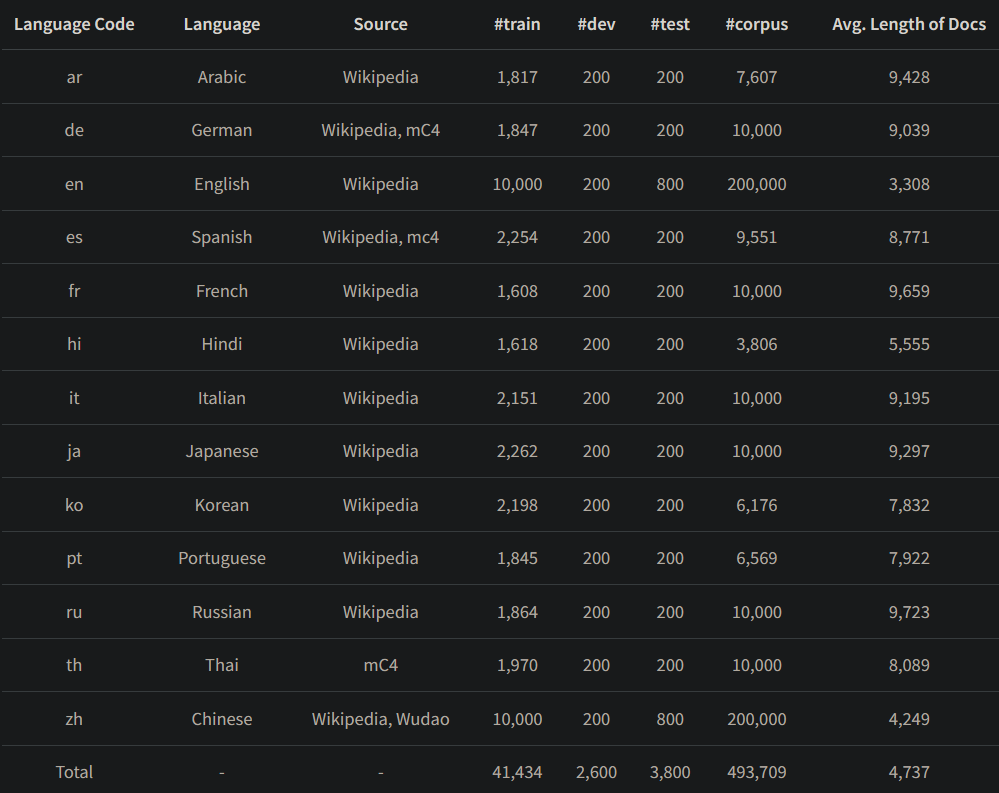 Language Code Language Source #train #dev #test #corpus Avg. Length of Docs
ar Arabic Wikipedia 1,817 200 200 7,607 9,428
de German Wikipedia, mC4 1,847 200 200 10,000 9,039
en English Wikipedia 10,000 200 800 200,000 3,308
es Spanish Wikipedia, mc4 2,254 200 200 9,551 8,771
fr French Wikipedia 1,608 200 200 10,000 9,659
hi Hindi Wikipedia 1,618 200 200 3,806 5,555
it Italian Wikipedia 2,151 200 200 10,000 9,195
ja Japanese Wikipedia 2,262 200 200 10,000 9,297
ko Korean Wikipedia 2,198 200 200 6,176 7,832
pt Portuguese Wikipedia 1,845 200 200 6,569 7,922
ru Russian Wikipedia 1,864 200 200 10,000 9,723
th Thai mC4 1,970 200 200 10,000 8,089
zh Chinese Wikipedia, Wudao 10,000 200 800 200,000 4,249
Total - - 41,434 2,600 3,800 493,709 4,737